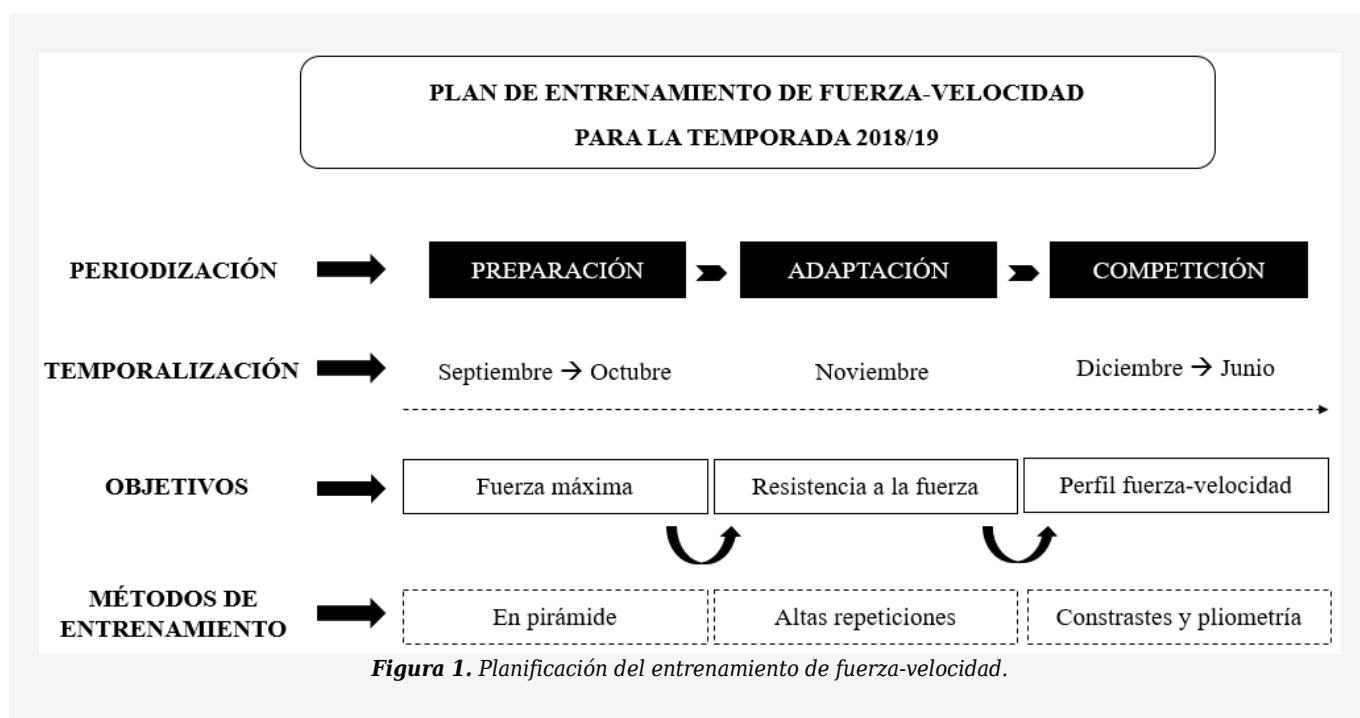 PLAN DE ENTRENAMIENTO DE FUERZA-VELOCIDAD
PARA LA TEMPORADA 2018/19
PERIODIZACIÓN PREPARACIÓN ADAPTACIÓN COMPETICIÓN
TEMPORALIZACIÓN Septiembre → Octubre Noviembre Diciembre → Junio
OBJETIVOS Fuerza máxima Resistencia a la fuerza Perfil fuerza-velocidad
MÉTODOS DE
ENTRENAMIENTO En pirámide Altas repeticiones Constrastes y pliometría
Figura 1. Planificación del entrenamiento de fuerza-velocidad.